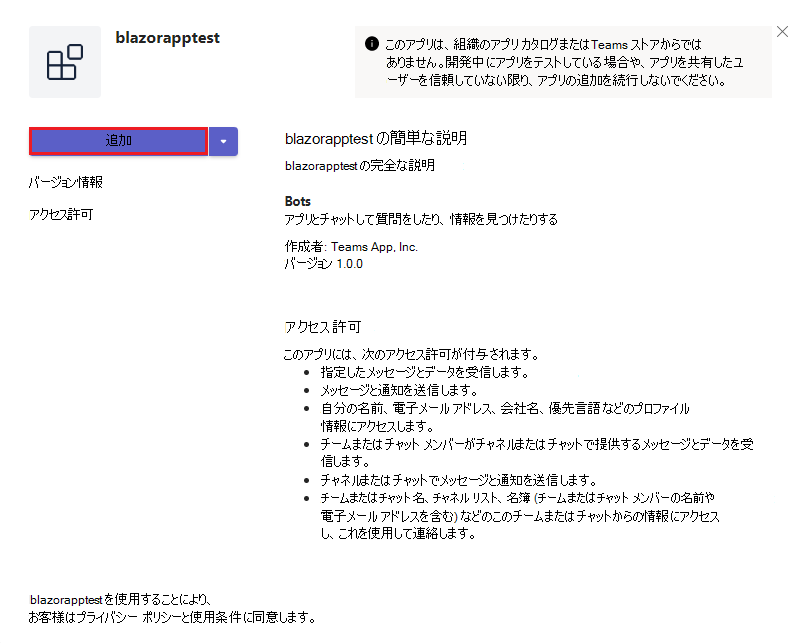 blazorapptest
このアプリは、組織のアプリ カタログまたはTeams ストアからでは
ありません。開発中にアプリをテストしている場合や、アプリを共有したユ
ーザーを信頼していない限り、アプリの追加を続行しないでください。
追加
バージョン情報
アクセス許可
blazorapptest の簡単な説明
blazorapptest の完全な説明
Bots
アプリとチャットして質問をしたり、情報を見つけたりする
作成者: Teams App, Inc.
バージョン 1.0.0
アクセス許可
このアプリには、次のアクセス許可が付与されます。
• 指定したメッセージとデータを受信します。
• メッセージと通知を送信します。
• 自分の名前、電子メール アドレス、会社名、優先言語などのプロファイル
情報にアクセスします。
• チームまたはチャット メンバーがチャネルまたはチャットで提供するメッセージとデータを受
信します。
• チャネルまたはチャットでメッセージと通知を送信します。
• チームまたはチャット名、チャネル リスト、名簿 (チームまたはチャット メンバーの名前や
電子メール アドレスを含む) などのこのチームまたはチャットからの情報にアクセス
し、これを使用して連絡します。
blazorapptestを使用することにより、
お客様はプライバシー ポリシーと使用条件に同意します。